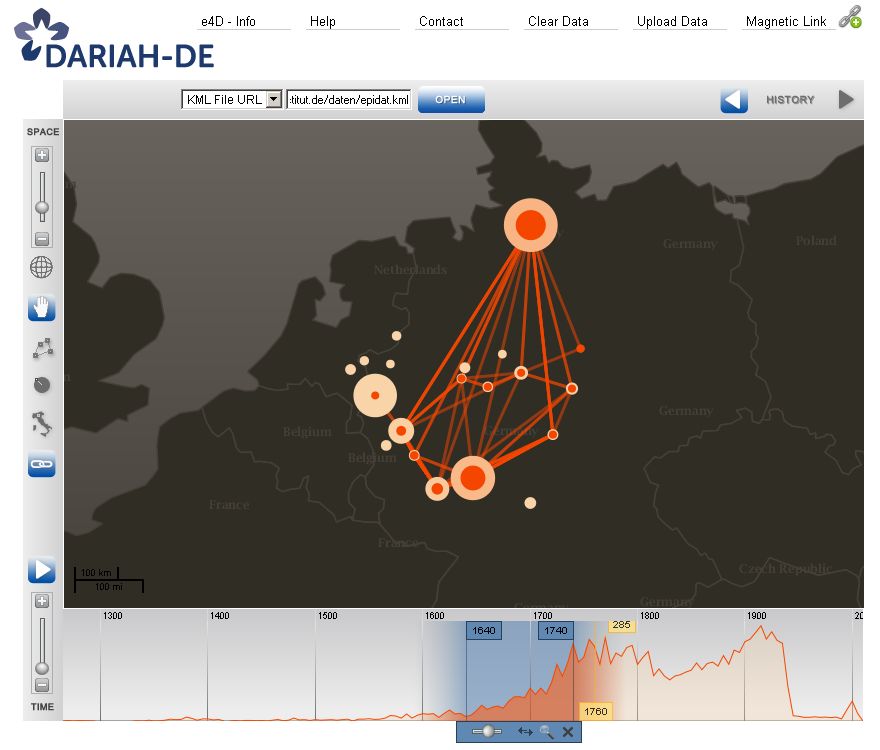 e4D - Info Help Contact Clear Data Upload Data Magnetic Link
DARIAH-DE
KML File URL :titut.de/daten/epidat.kml OPEN HISTORY
SPACE
Netherlands
Germany
Poland
Belgium
Germany
Germany
Belgium
France
France
Czech Republic
Germany
Germany
100 km
100 mi
1300 1400 1500 1600 1700 1800 1900 20
1640 1740 285
1760
TIME